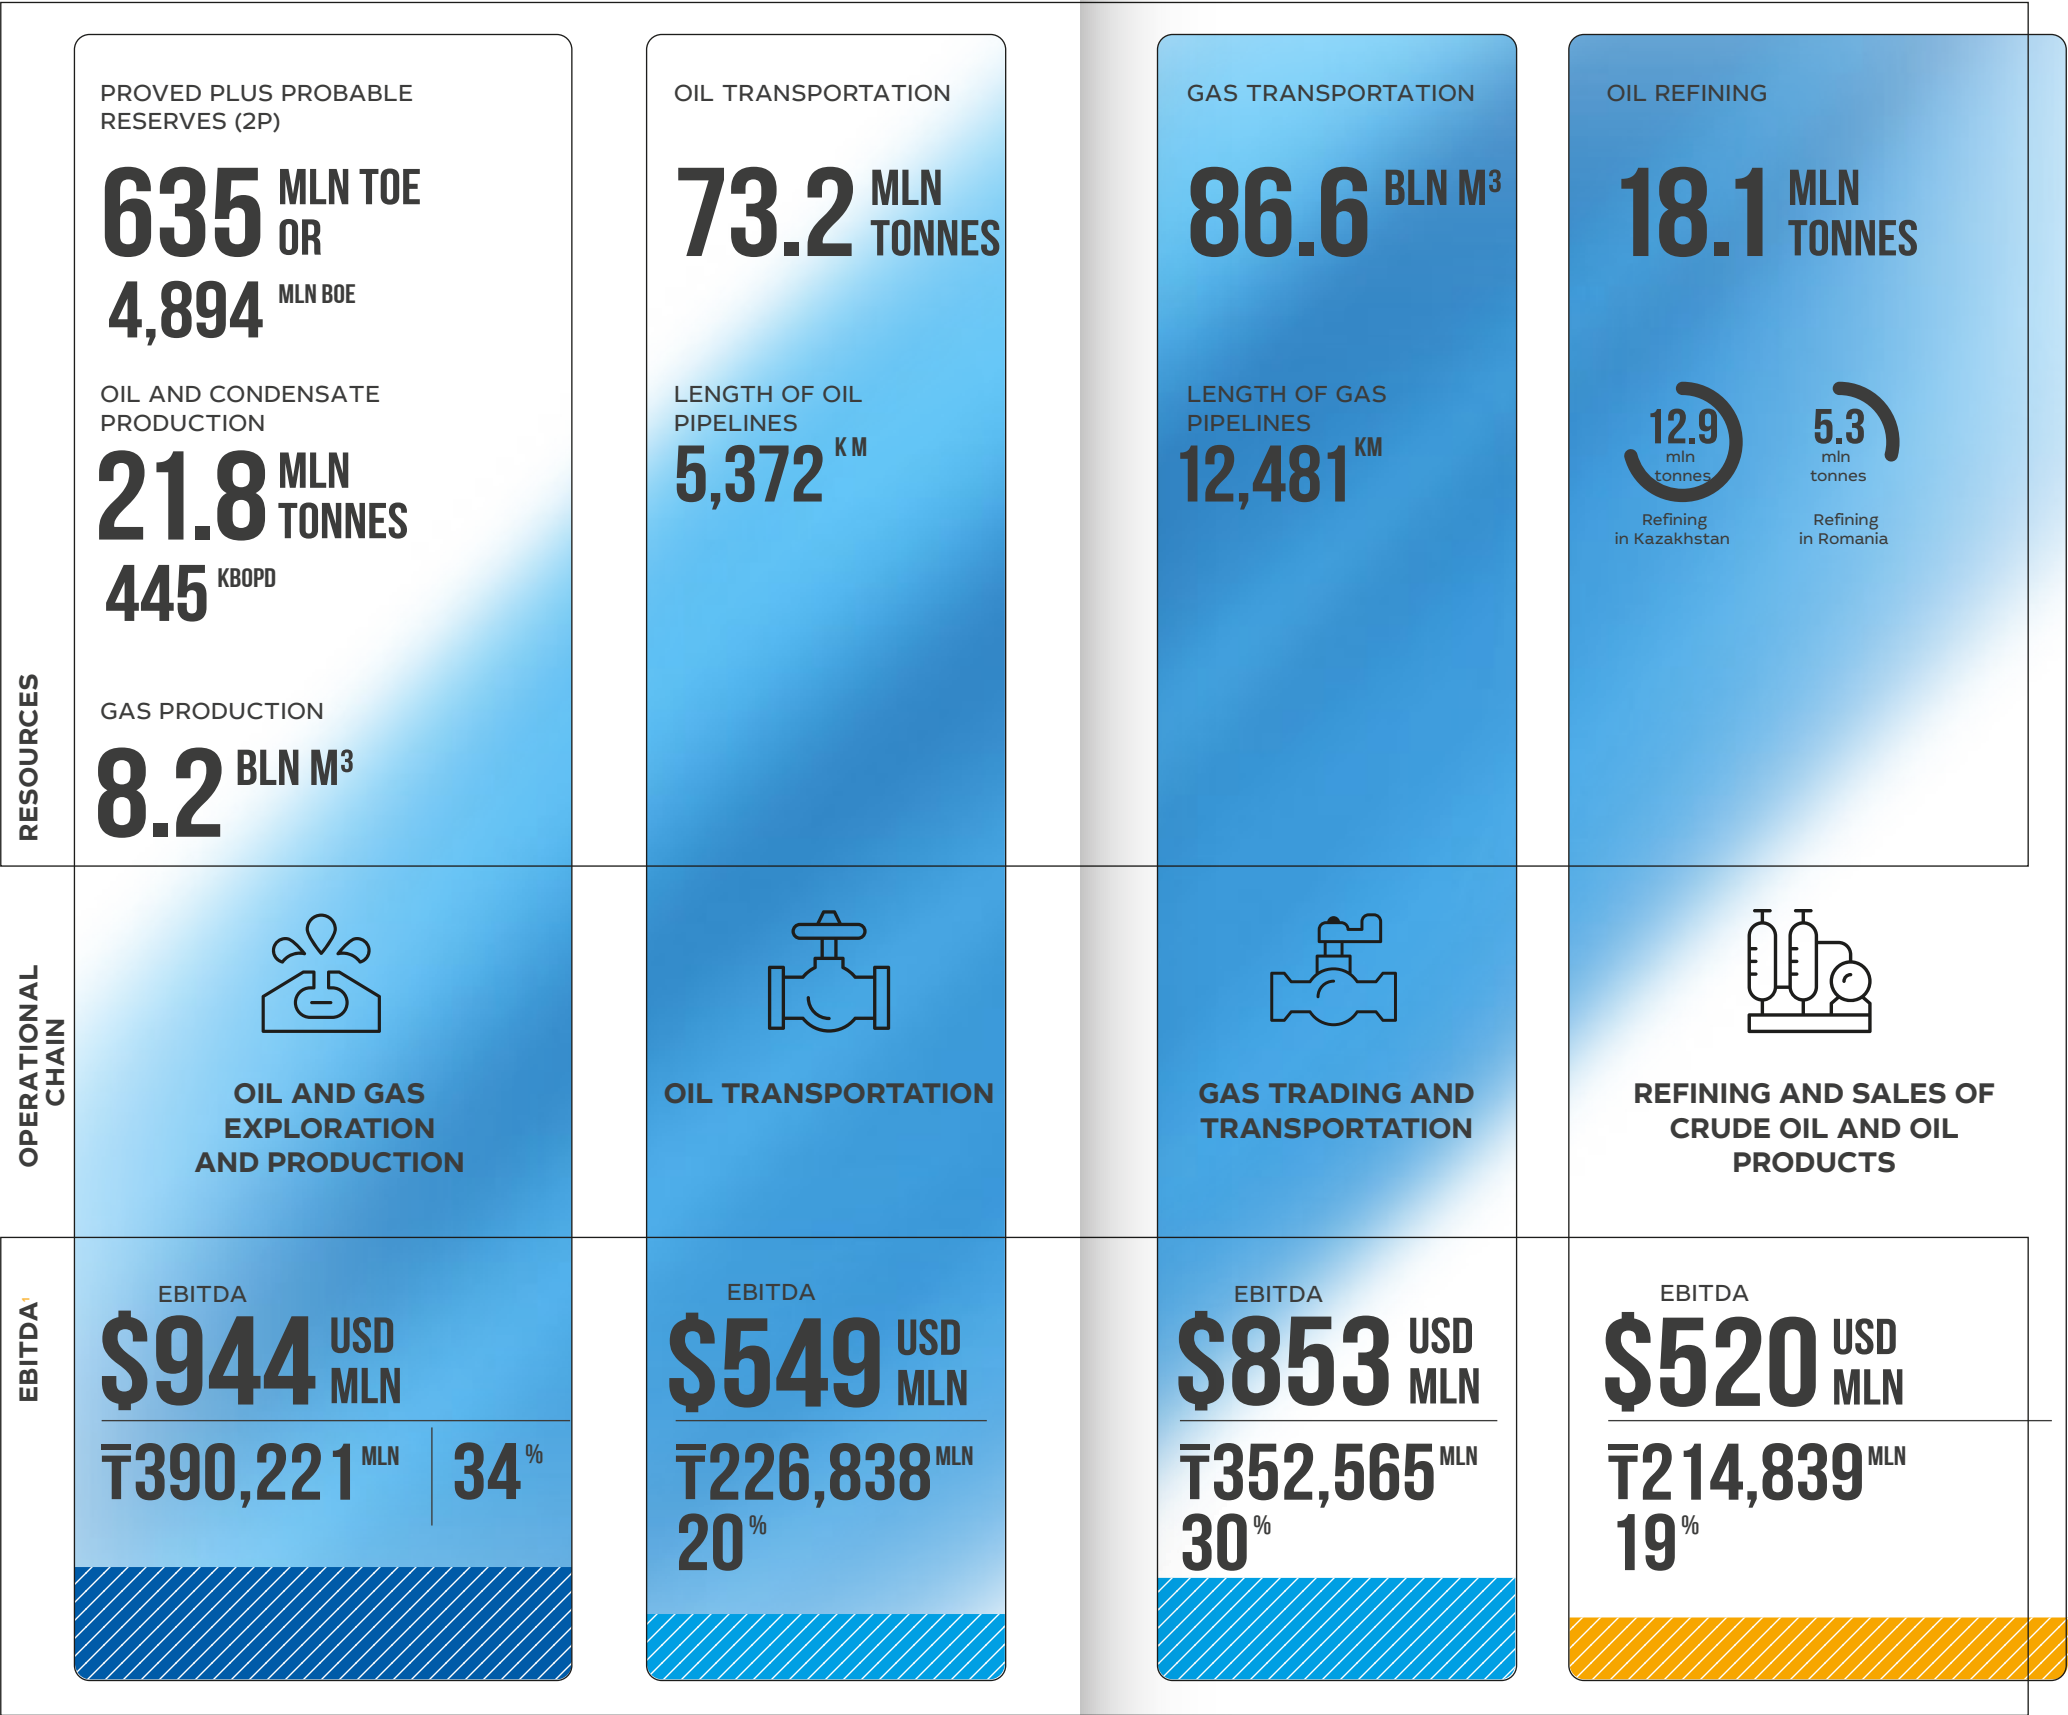 RESOURCES
PROVED PLUS PROBABLE
RESERVES (2P)
635 MLN TOE
OR
4,894 MLN BOE
OIL AND CONDENSATE
PRODUCTION
21.8 MLN
TONNES
445 KBOPD
GAS PRODUCTION
8.2 BLN M³
OIL TRANSPORTATION
73.2 MLN
TONNES
LENGTH OF OIL
PIPELINES
5,372 KM
GAS TRANSPORTATION
86.6 BLN M³
LENGTH OF GAS
PIPELINES
12,481 KM
OIL REFINING
18.1 MLN
TONNES
12.9
mln
tonnes
Refining
in Kazakhstan
5.3
mln
tonnes
Refining
in Romania
OPERATIONAL
CHAIN
OIL AND GAS
EXPLORATION
AND PRODUCTION
OIL TRANSPORTATION
GAS TRADING AND
TRANSPORTATION
REFINING AND SALES OF
CRUDE OIL AND OIL
PRODUCTS
EBITDA¹
EBITDA
$944 USD
MLN
₸390,221 MLN
34%
EBITDA
$549 USD
MLN
₸226,838 MLN
20%
EBITDA
$853 USD
MLN
₸352,565 MLN
30%
EBITDA
$520 USD
MLN
₸214,839 MLN
19%